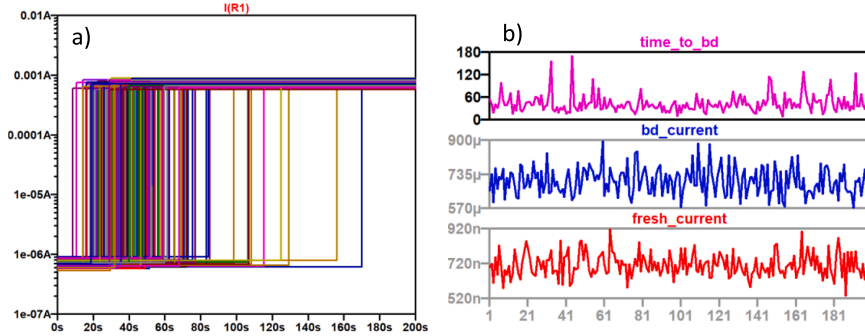 I(R1)
a)
0.01A
0.001A
0.0001A
1e-05A
1e-06A
1e-07A
0s 20s 40s 60s 80s 100s 120s 140s 160s 180s 200s
b)
time_to_bd
180
120
60
0
bd_current
900µ
735µ
570µ
fresh_current
920n
720n
520n
1 21 41 61 81 101 121 141 161 181